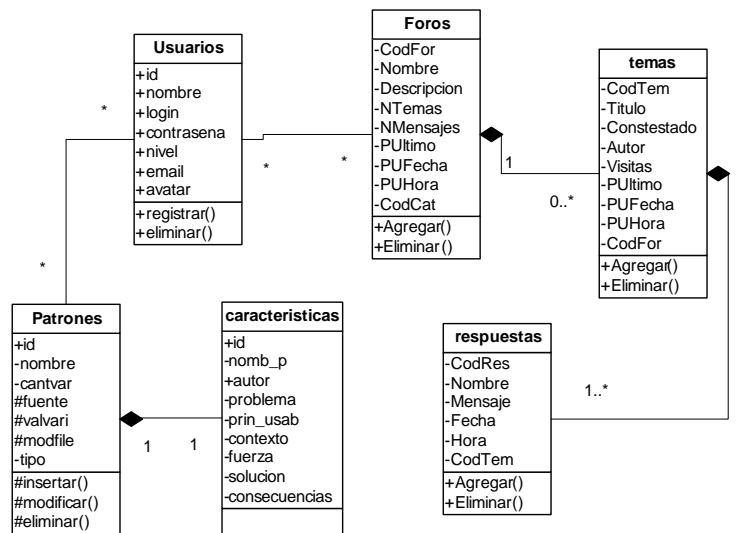 Usuarios
+id
+nombre
+login
+contrasena
+nivel
+email
+avatar
+registrar()
+eliminar()
Foros
-CodFor
-Nombre
-Descripcion
-NTemas
-NMensajes
-PUltimo
-PUFecha
-PUHora
-CodCat
+Agregar()
+Eliminar()
temas
-CodTem
-Titulo
-Constestado
-Autor
-Visitas
-PUltimo
-PUFecha
-PUHora
-CodFor
+Agregar()
+Eliminar()
*
*
*
*
1
0..*
Patrones
+id
-nombre
-cantvar
#fuente
#valvari
#modfile
-tipo
#insertar()
#modificar()
#eliminar()
1
1
caracteristicas
+id
-nomb_p
+autor
-problema
-prin_usab
-contexto
-fuerza
-solucion
-consecuencias
respuestas
-CodRes
-Nombre
-Mensaje
-Fecha
-Hora
-CodTem
+Agregar()
+Eliminar()
1..*